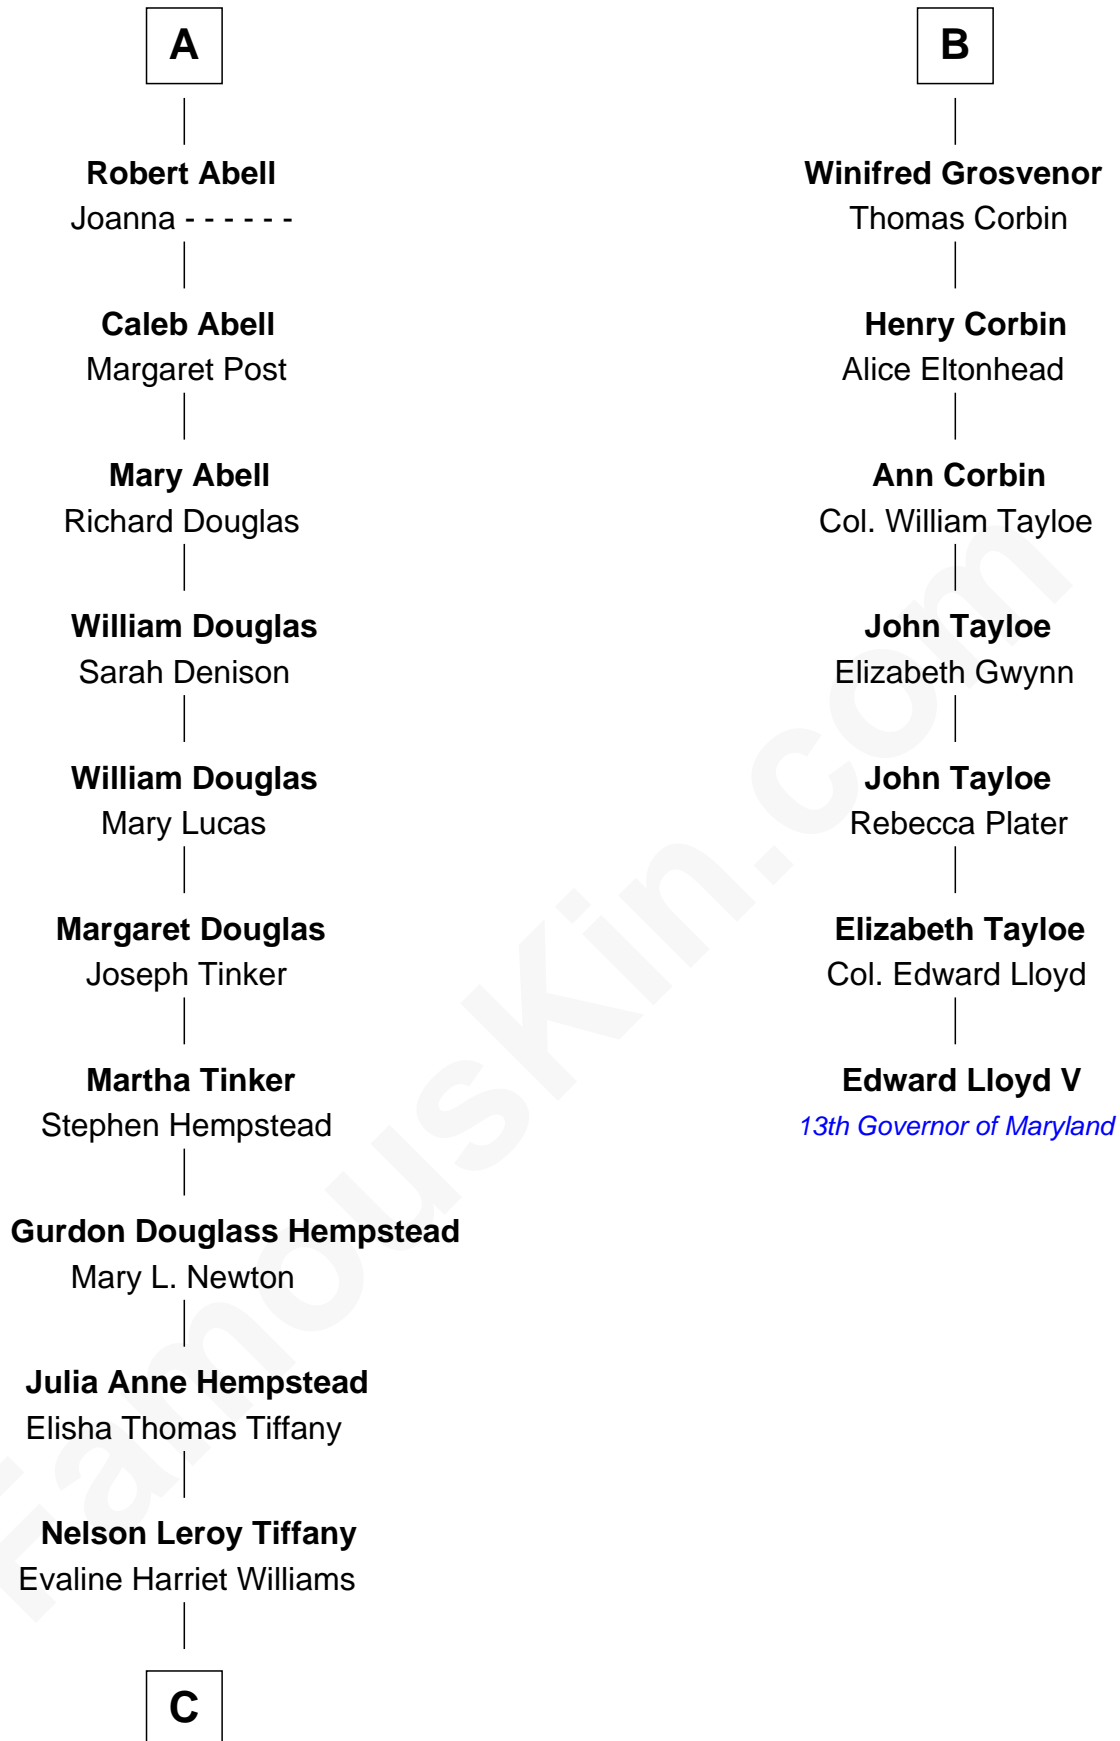 A
Robert Abell
Joanna - - - - - -
Caleb Abell
Margaret Post
Mary Abell
Richard Douglas
William Douglas
Sarah Denison
William Douglas
Mary Lucas
Margaret Douglas
Joseph Tinker
Martha Tinker
Stephen Hempstead
Gurdon Douglass Hempstead
Mary L. Newton
Julia Anne Hempstead
Elisha Thomas Tiffany
Nelson Leroy Tiffany
Evaline Harriet Williams
C
B
Winifred Grosvenor
Thomas Corbin
Henry Corbin
Alice Eltonhead
Ann Corbin
Col. William Tayloe
John Tayloe
Elizabeth Gwynn
John Tayloe
Rebecca Plater
Elizabeth Tayloe
Col. Edward Lloyd
Edward Lloyd V
13th Governor of Maryland
FamousKin.com